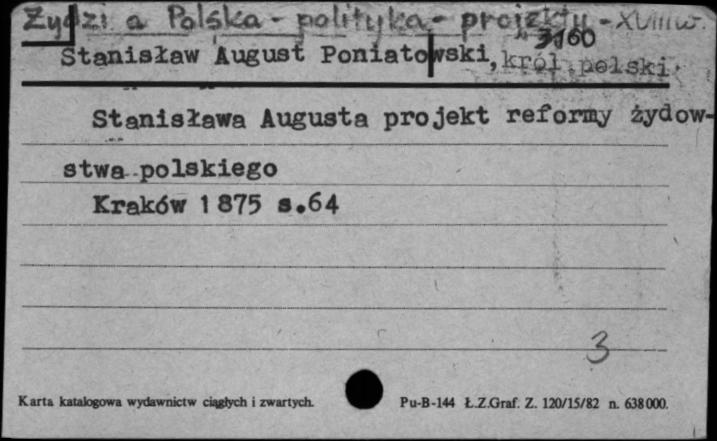 Żydzi a Polska - polityka - projekty - XVIII w.
3160
Stanisław August Poniatowski, król polski
Stanisława Augusta projekt reformy żydow-
stwa polskiego
Kraków 1875 s.64
3
Karta katalogowa wydawnictw ciągłych i zwartych.
Pu-B-144 Ł.Z.Graf. Z. 120/15/82 n. 638000.